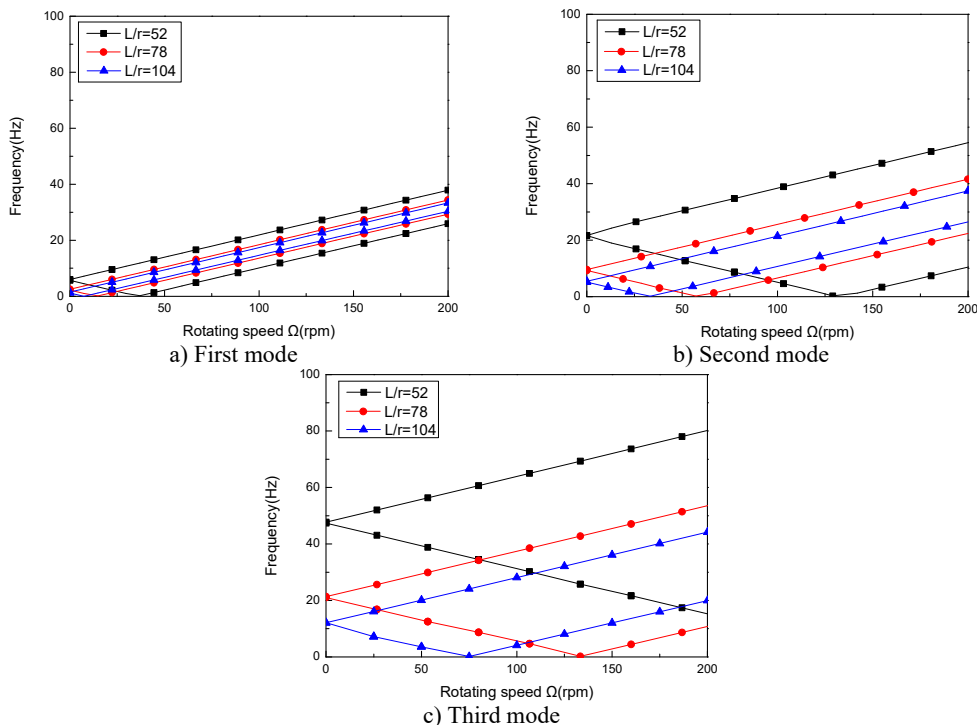 100
80
60
40
20
0
Frequency(Hz)
L/r=52
L/r=78
L/r=104
0 50 100 150 200
Rotating speed Ω(rpm)
a) First mode
100
80
60
40
20
0
Frequency(Hz)
L/r=52
L/r=78
L/r=104
0 50 100 150 200
Rotating speed Ω(rpm)
b) Second mode
100
80
60
40
20
0
Frequency(Hz)
L/r=52
L/r=78
L/r=104
0 50 100 150 200
Rotating speed Ω(rpm)
c) Third mode